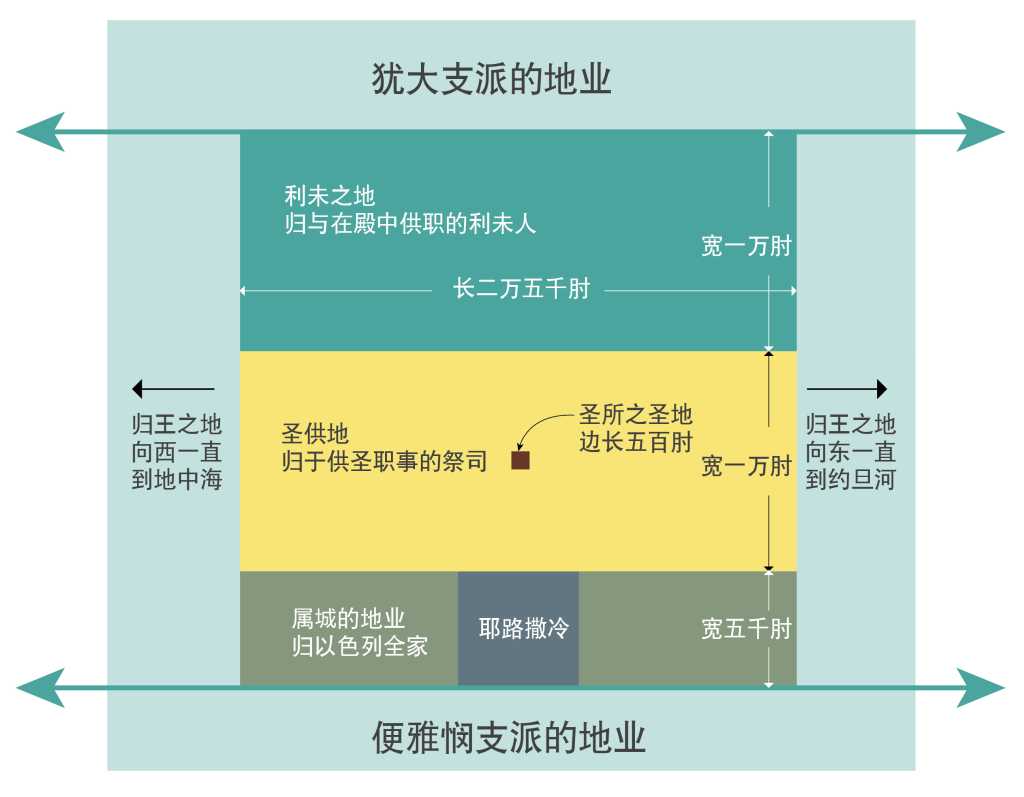 犹大支派的地业
利未之地
归与在殿中供职的利未人
宽一万肘
长二万五千肘
归王之地
向西一直
到地中海
圣供地
归于供圣职事的祭司
圣所之圣地
边长五百肘
宽一万肘
归王之地
向东一直
到约旦河
属城的地业
归以色列全家
耶路撒冷
宽五千肘
便雅悯支派的地业